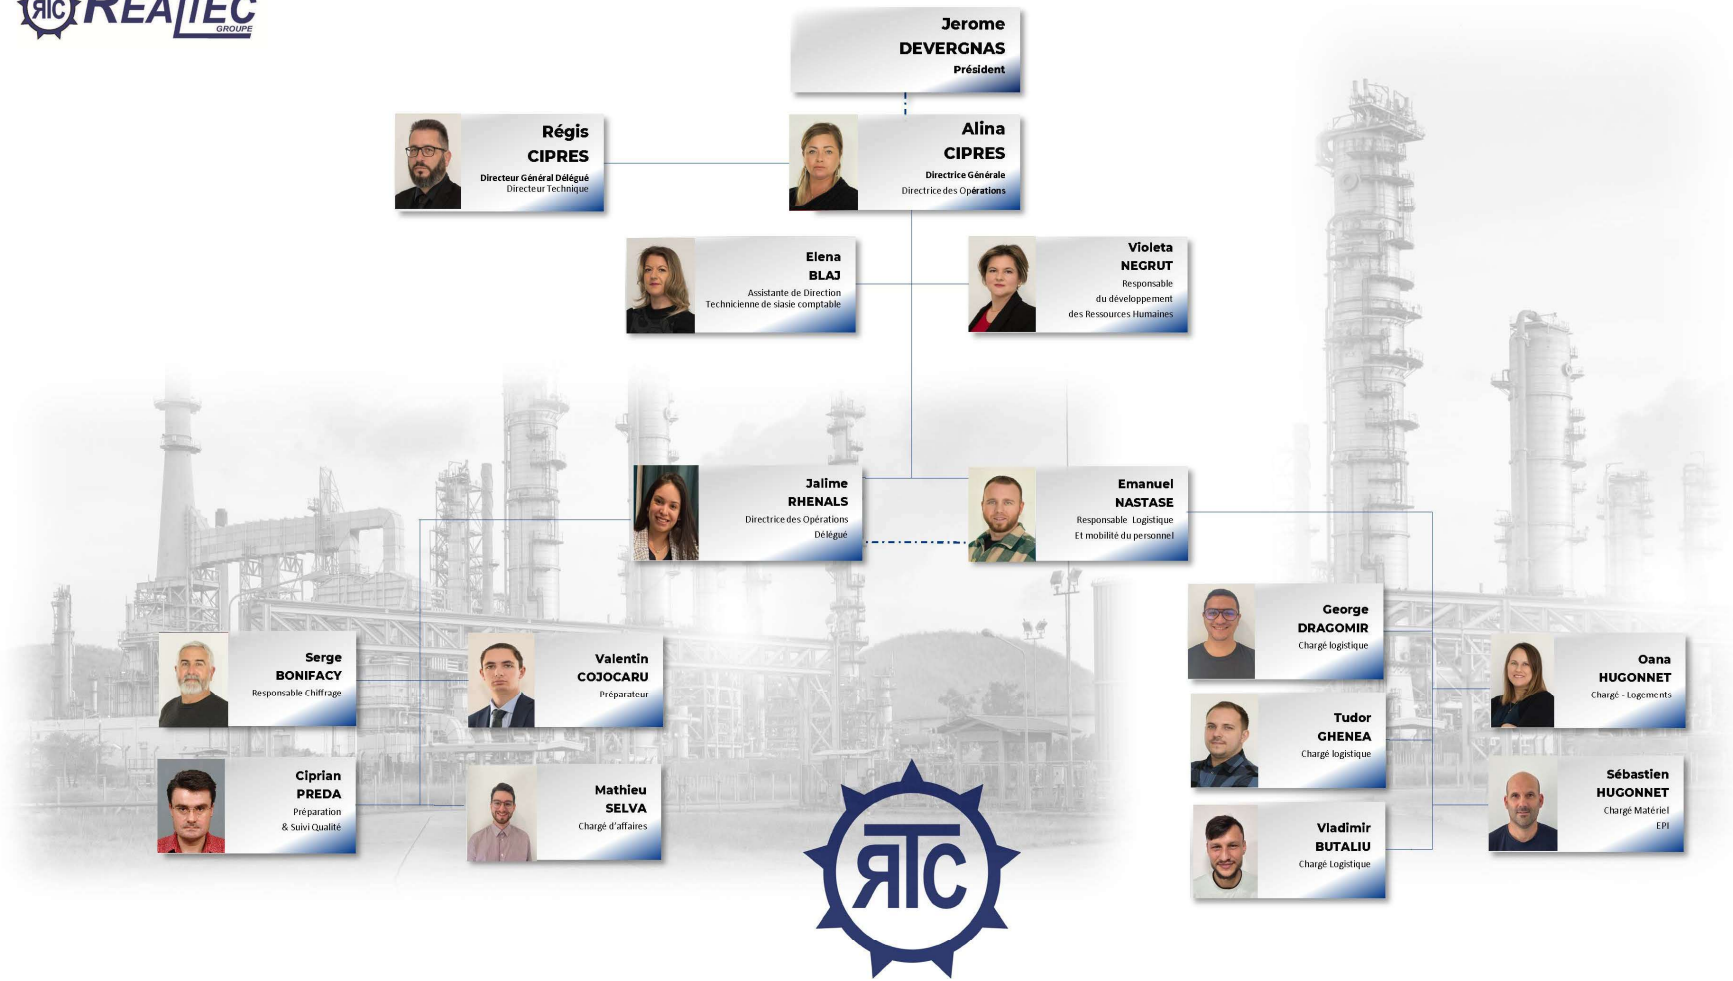 RTC REALTEC
GROUPE
Jerome
DEVERGNAS
Président
Régis
CIPRES
Directeur Général Délégué
Directeur Technique
Alina
CIPRES
Directrice Générale
Directrice des Opérations
Elena
BLAJ
Assistante de Direction
Technicienne de siasie comptable
Violeta
NEGRUT
Responsable
du développement
des Ressources Humaines
Jalime
RHENALS
Directrice des Opérations
Délégué
Emanuel
NASTASE
Responsable Logistique
Et mobilité du personnel
Serge
BONIFACY
Responsable Chiffrage
Valentin
COJOCARU
Préparateur
Ciprian
PREDA
Préparation
& Suivi Qualité
Mathieu
SELVA
Chargé d'affaires
George
DRAGOMIR
Chargé logistique
Tudor
GHENEA
Chargé logistique
Vladimir
BUTALIU
Chargé Logistique
Oana
HUGONNET
Chargé - Logements
Sébastien
HUGONNET
Chargé Matériel
EPI
RTC